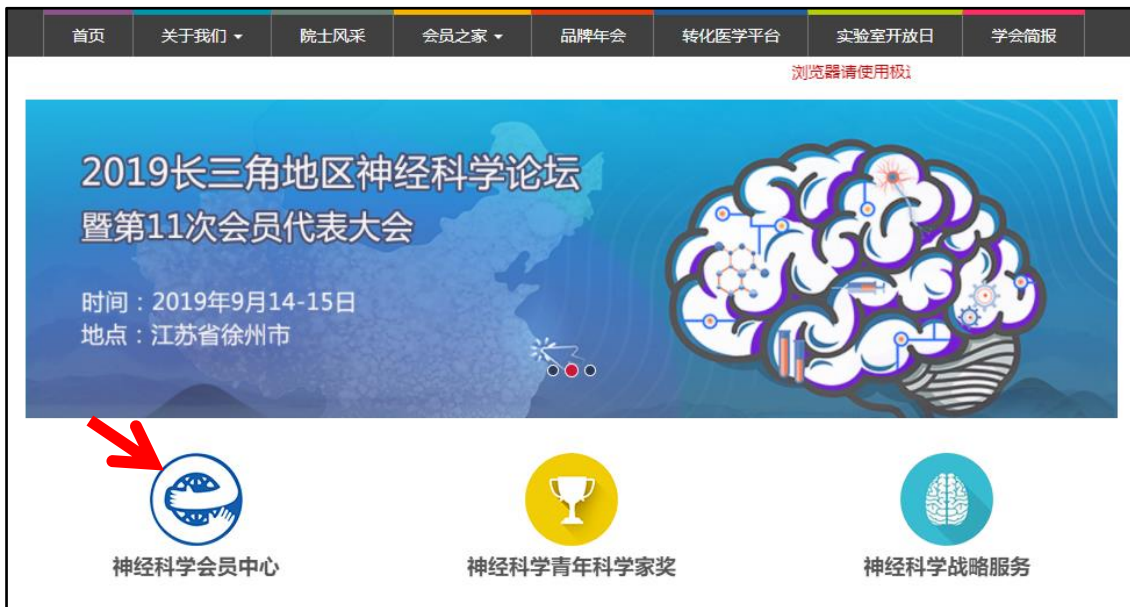 首页 关于我们 院士风采 会员之家 品牌年会 转化医学平台 实验室开放日 学会简报
浏览器请使用极
2019长三角地区神经科学论坛
暨第11次会员代表大会
时间：2019年9月14-15日
地点：江苏省徐州市
神经科学会员中心 神经科学青年科学家奖 神经科学战略服务